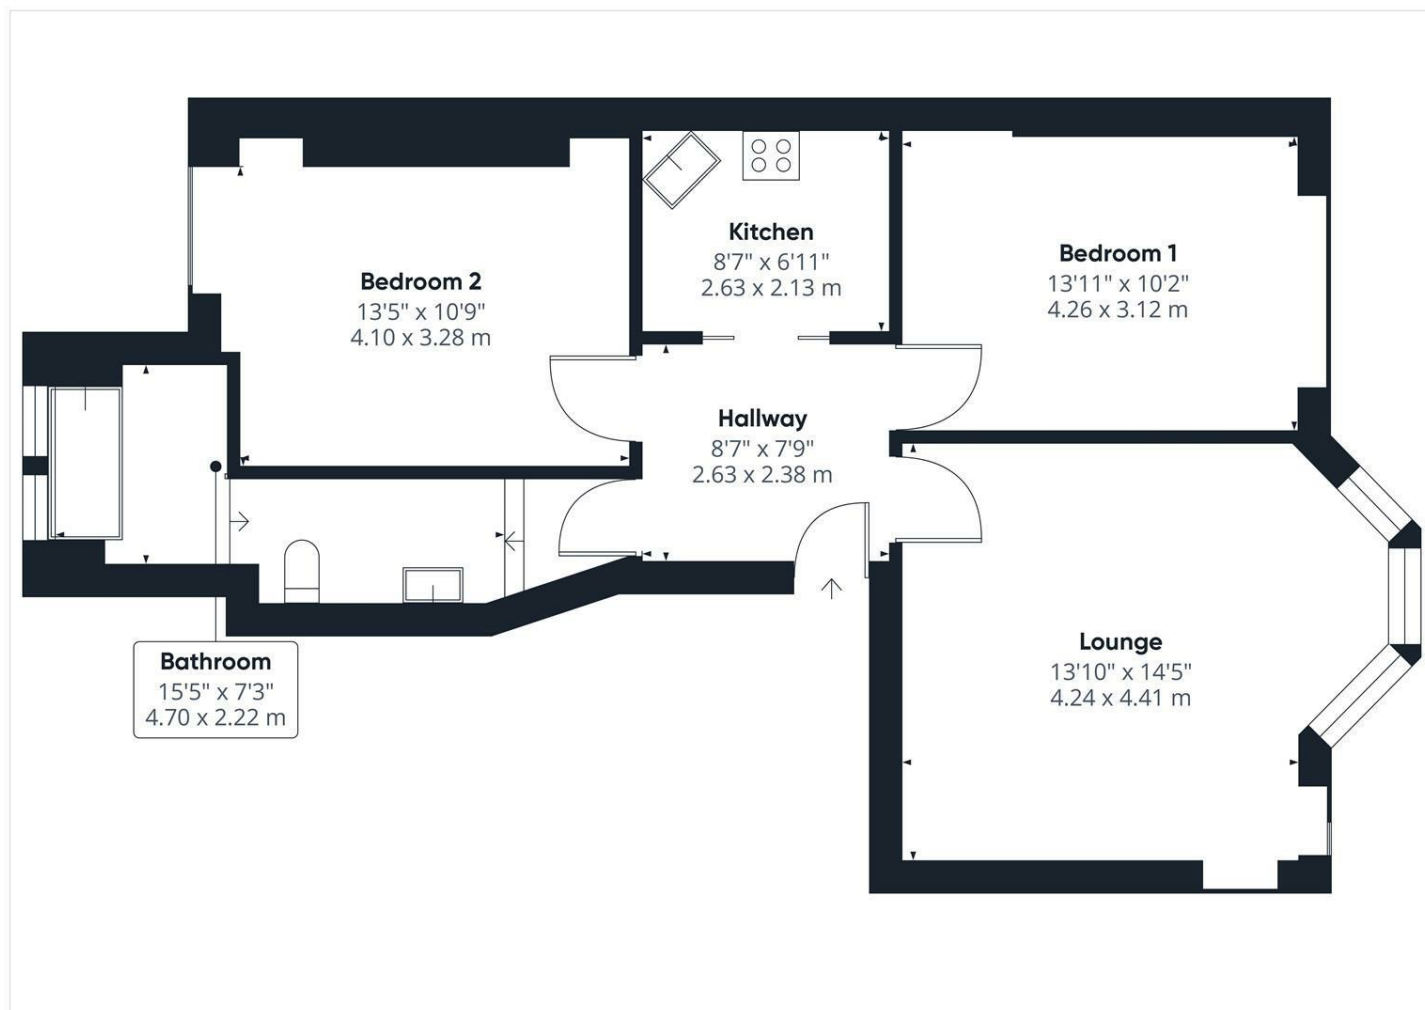 Kitchen
8'7" x 6'11"
2.63 x 2.13 m
Bedroom 1
13'11" x 10'2"
4.26 x 3.12 m
Bedroom 2
13'5" x 10'9"
4.10 x 3.28 m
Hallway
8'7" x 7'9"
2.63 x 2.38 m
Lounge
13'10" x 14'5"
4.24 x 4.41 m
Bathroom
15'5" x 7'3"
4.70 x 2.22 m